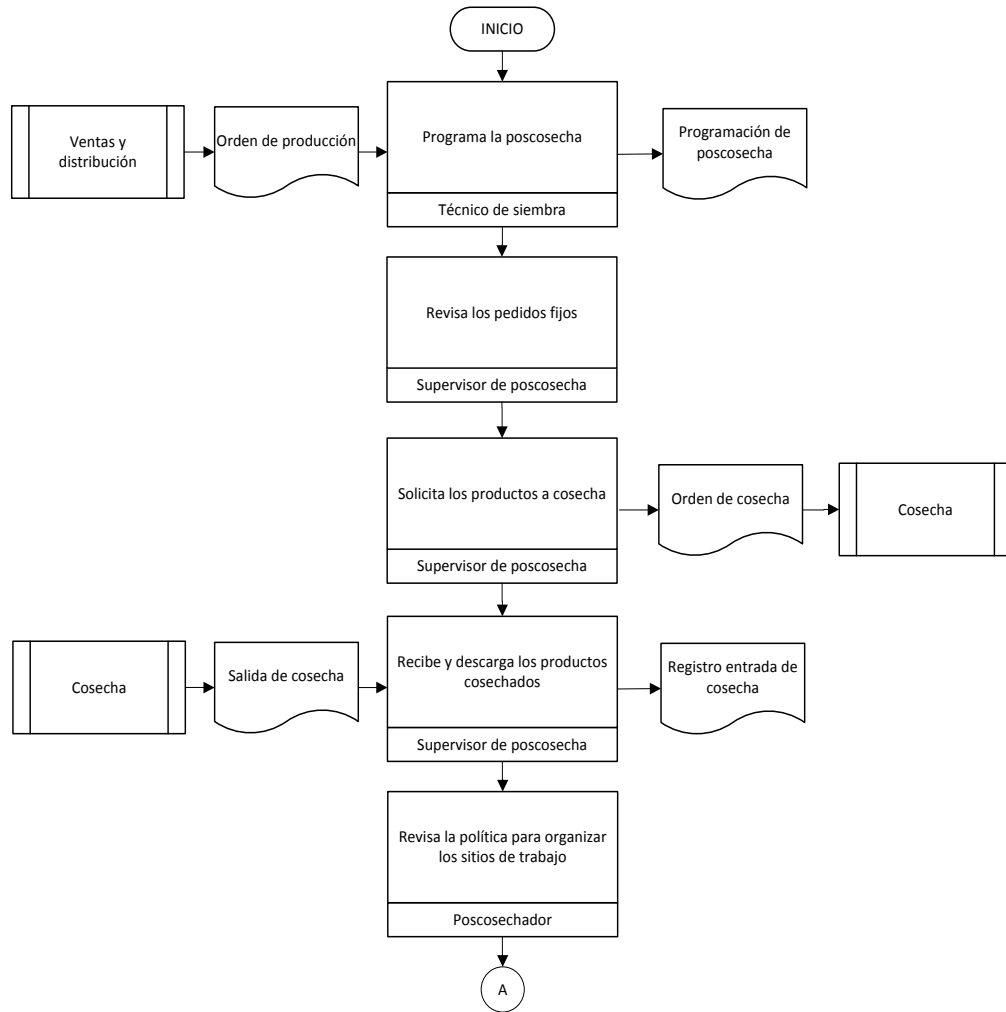 INICIO
Ventas y
distribución
Orden de producción
Programa la poscosecha
Técnico de siembra
Programación de
poscosecha
Revisa los pedidos fijos
Supervisor de poscosecha
Solicita los productos a cosecha
Supervisor de poscosecha
Orden de cosecha
Cosecha
Cosecha
Salida de cosecha
Recibe y descarga los productos
cosechados
Supervisor de poscosecha
Registro entrada de
cosecha
Revisa la política para organizar
los sitios de trabajo
Poscosechador
A